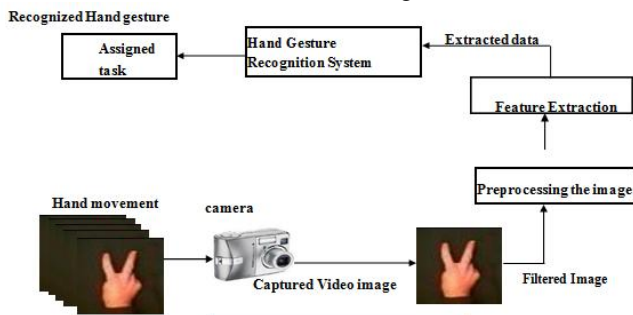 Recognized Hand gesture
Assigned
task
Hand Gesture
Recognition System
Extracted data
Feature Extraction
Preprocessing the images
Hand movement
camera
Captured Video image
Filtered Image